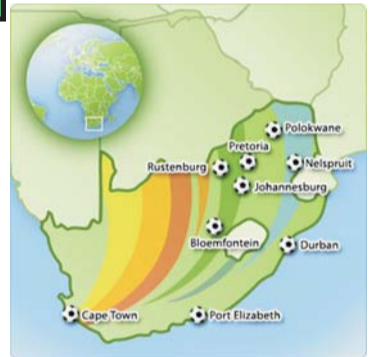 Polokwane
Pretoria
Rustenburg
Nelspruit
Johannesburg
Bloemfontein
Durban
Cape Town
Port Elizabeth